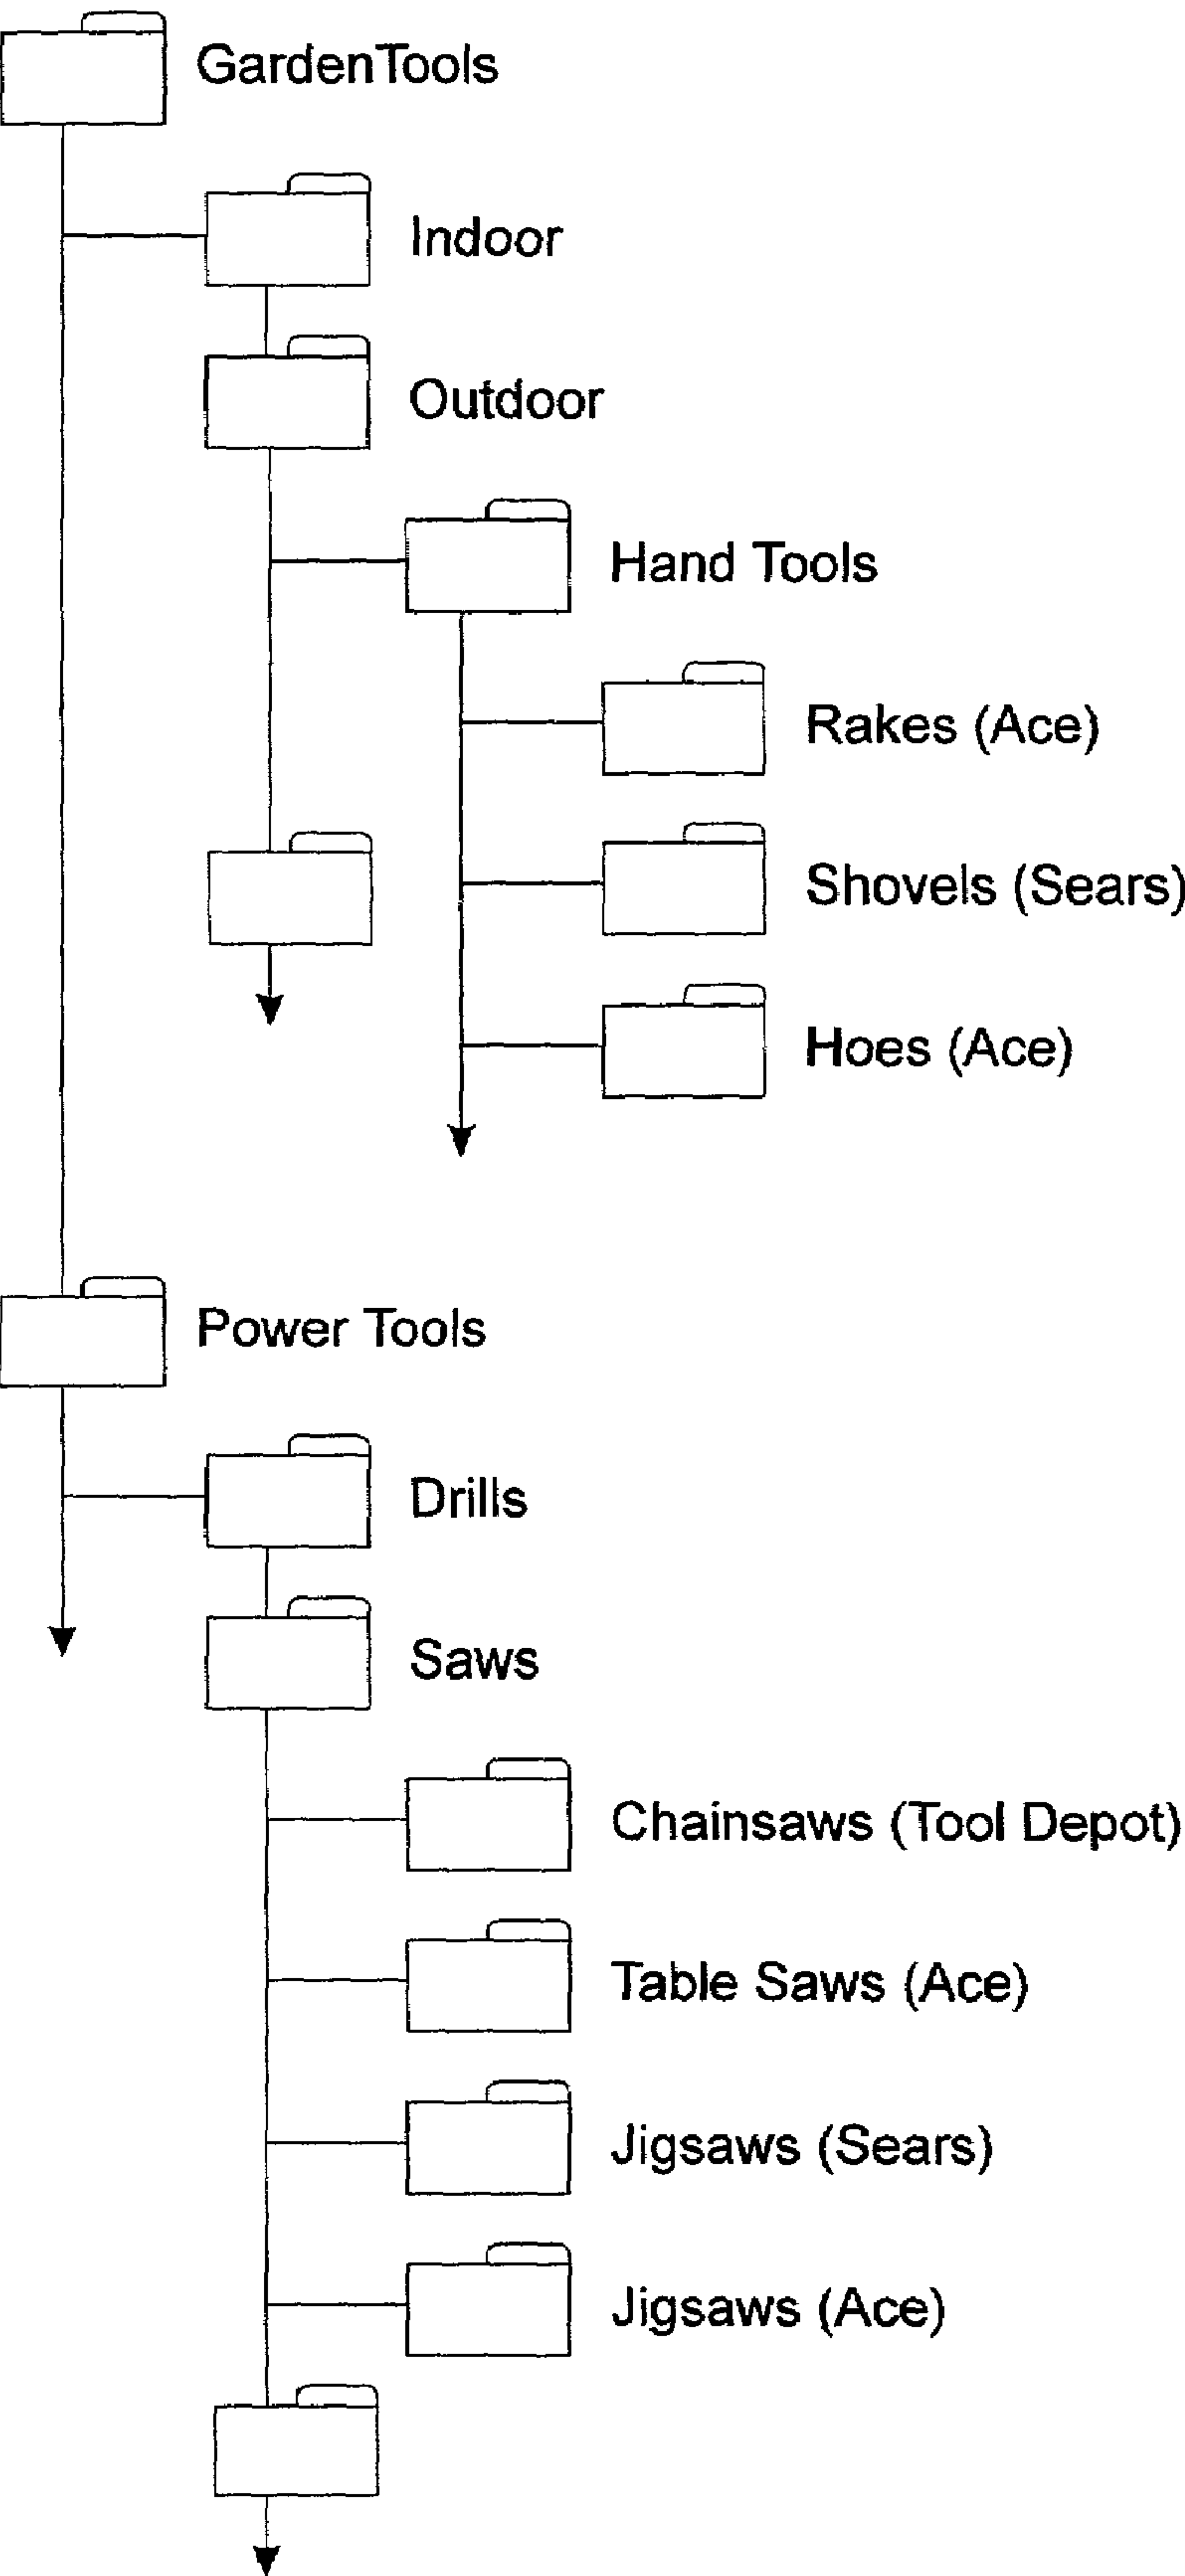 GardenTools
Indoor
Outdoor
Hand Tools
Rakes (Ace)
Shovels (Sears)
Hoes (Ace)
Power Tools
Drills
Saws
Chainsaws (Tool Depot)
Table Saws (Ace)
Jigsaws (Sears)
Jigsaws (Ace)